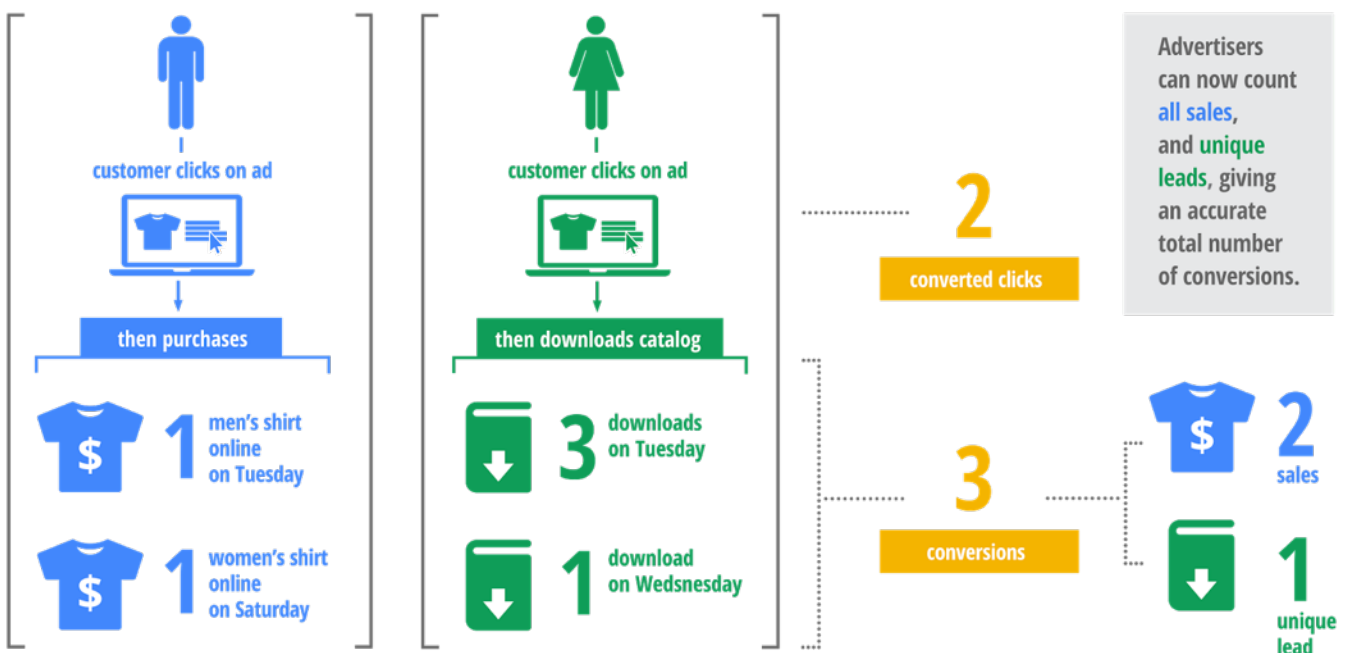 customer clicks on ad
then purchases
$
1
men's shirt
online
on Tuesday
$
1
women's shirt
online
on Saturday
customer clicks on ad
then downloads catalog
3
downloads
on Tuesday
1
download
on Wedsnesday
2
converted clicks
3
conversions
Advertisers
can now count
all sales,
and unique
leads, giving
an accurate
total number
of conversions.
$
2
sales
1
unique
lead